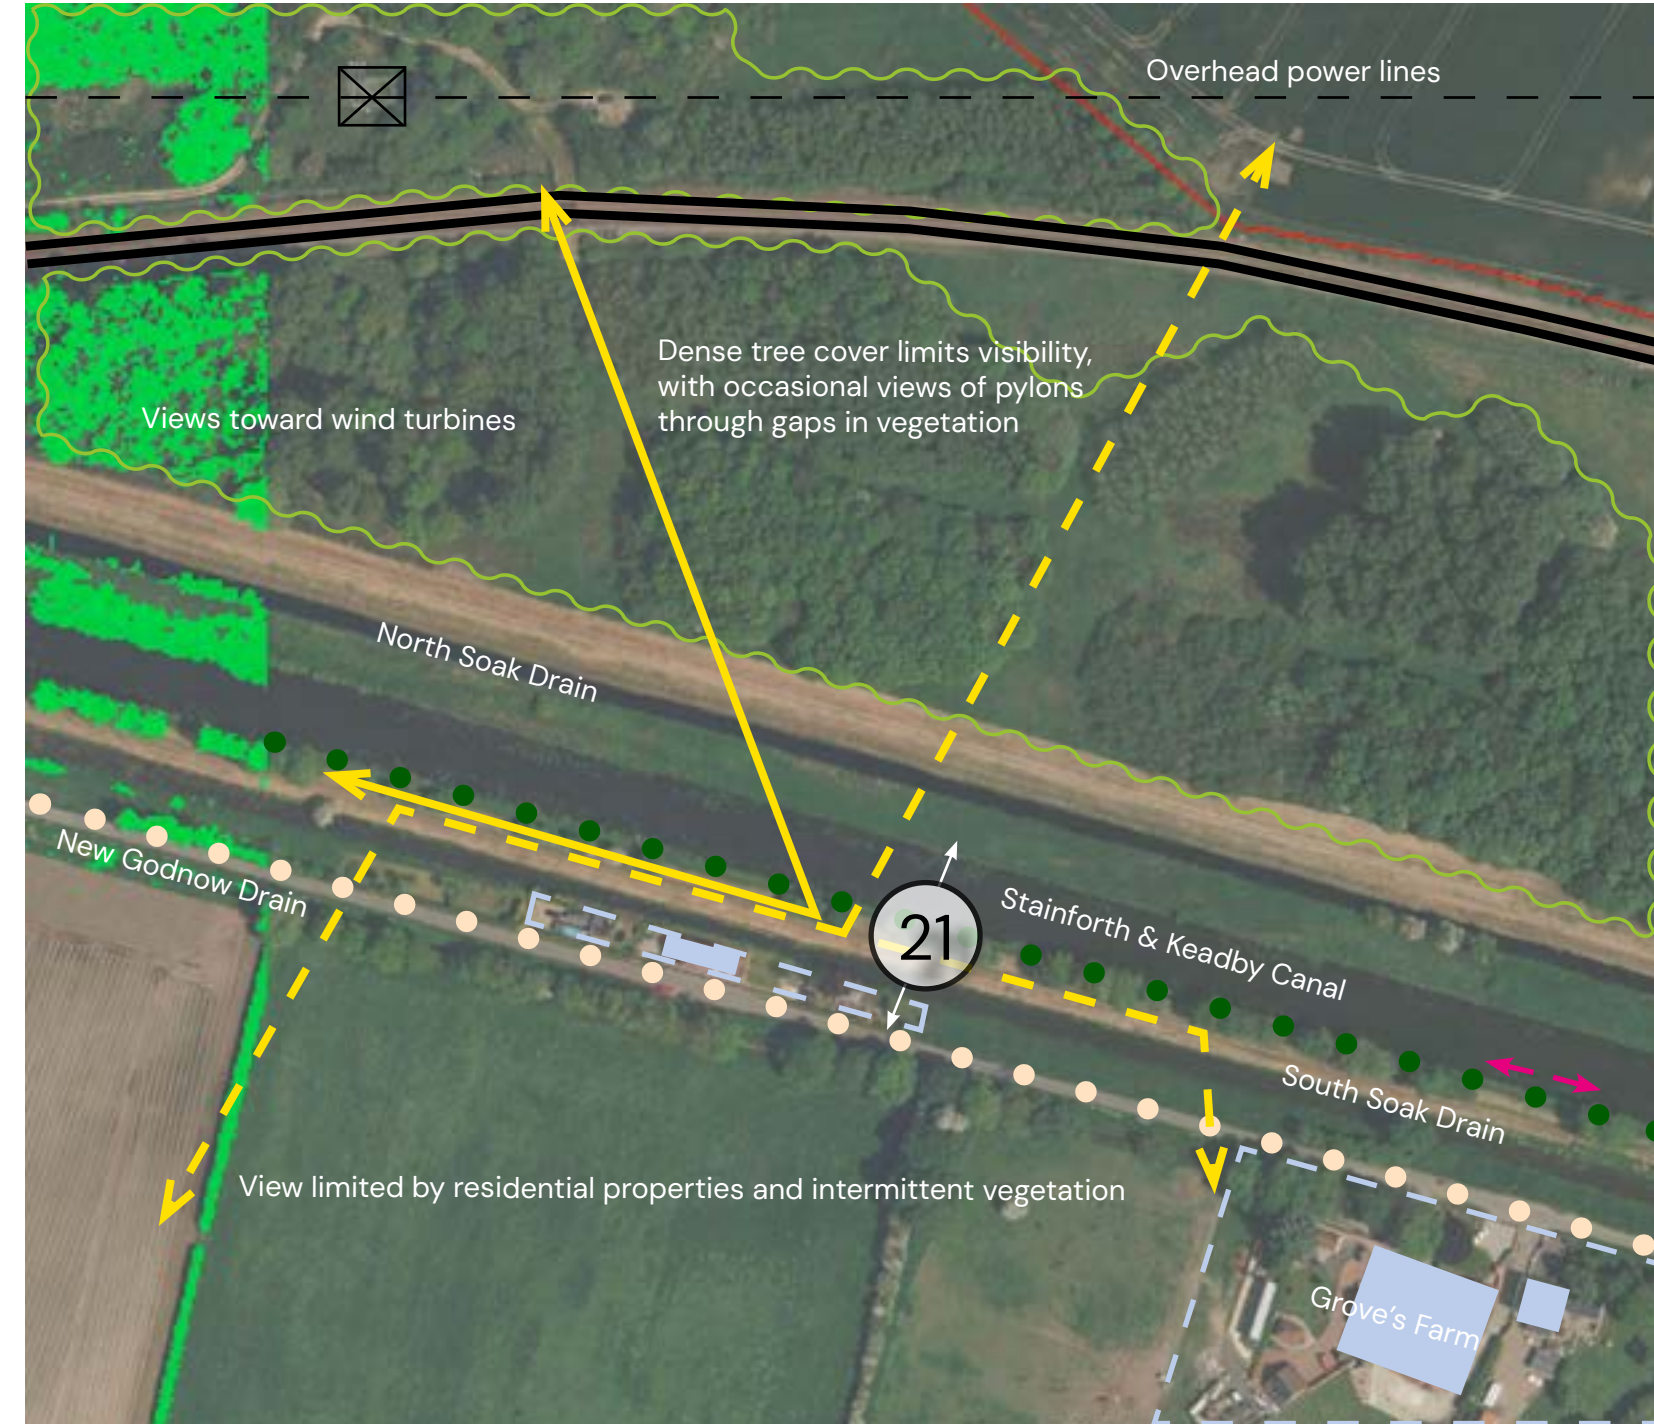 Overhead power lines
Dense tree cover limits visibility,
with occasional views of pylons
through gaps in vegetation
Views toward wind turbines
North Soak Drain
New Godnow Drain
21
Stainforth & Keadby Canal
South Soak Drain
View limited by residential properties and intermittent vegetation
Grove's Farm